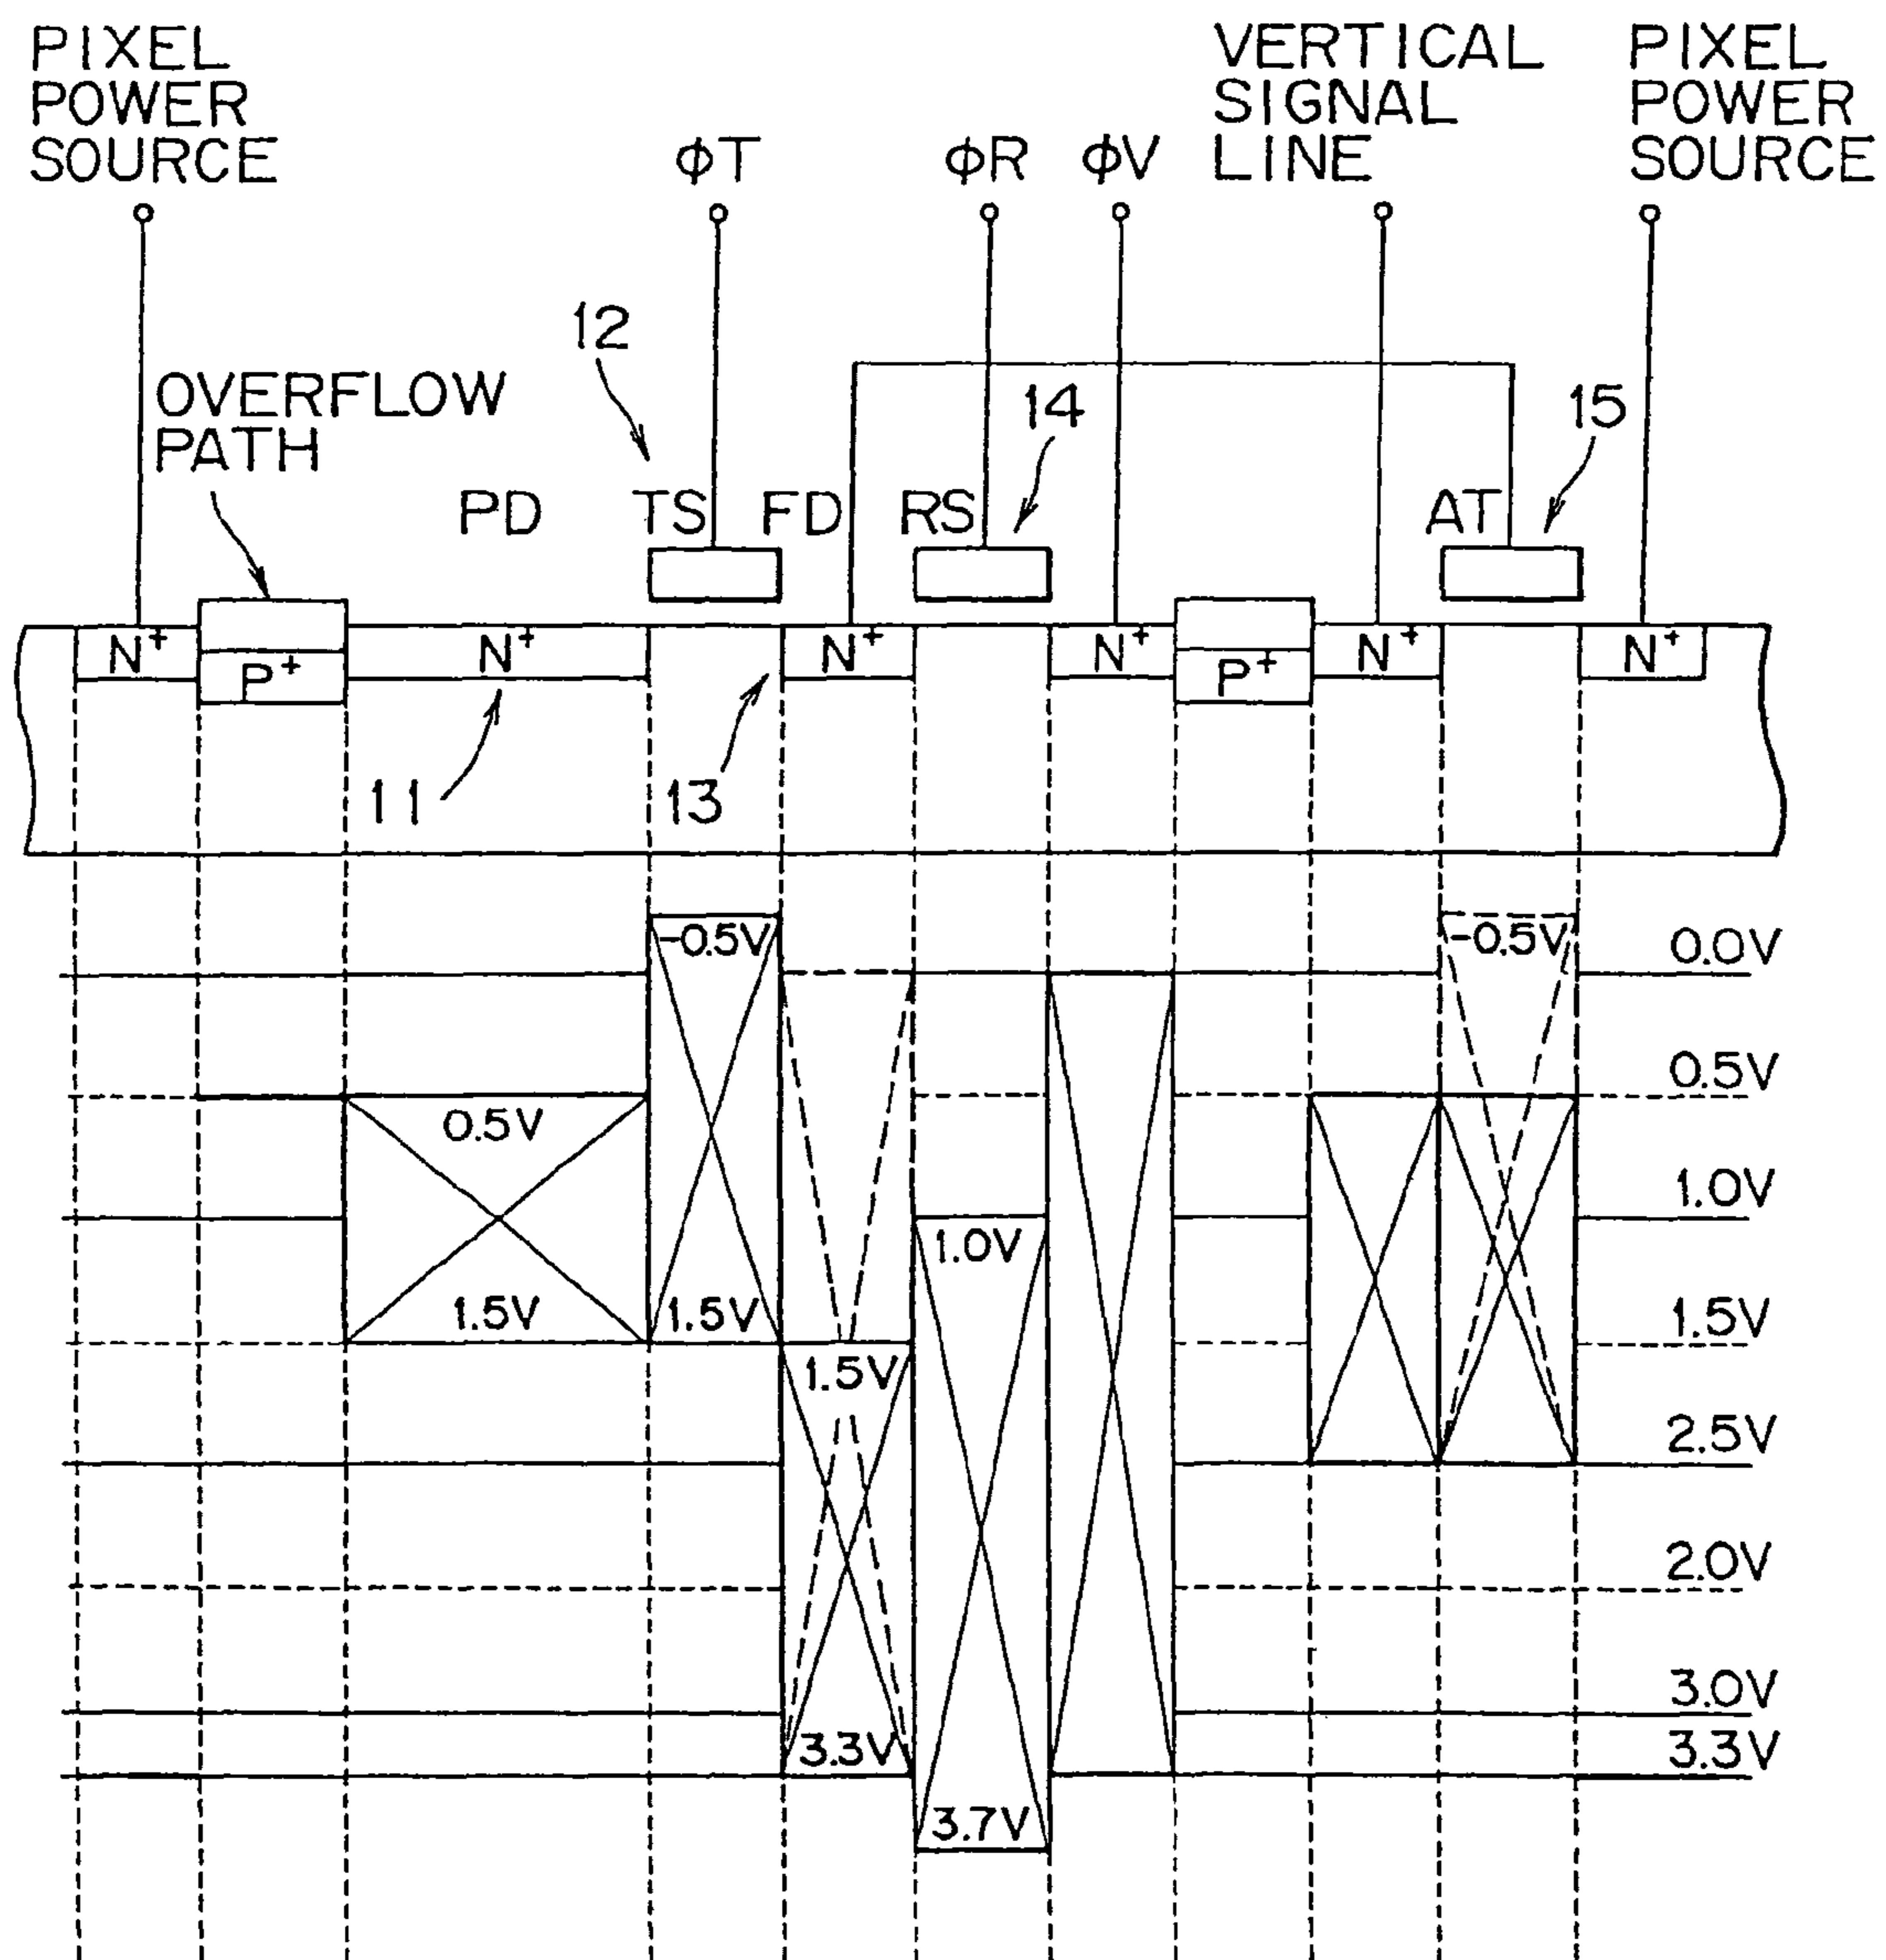 PIXEL
POWER
SOURCE
ϕT
ϕR
ϕV
VERTICAL
SIGNAL
LINE
PIXEL
POWER
SOURCE
12
OVERFLOW
PATH
14
15
PD
TS
FD
RS
AT
N+
P+
N+
N+
N+
P+
N+
N+
11
13
-0.5V
-0.5V
0.0V
0.5V
0.5V
1.0V
1.0V
1.5V
1.5V
1.5V
1.5V
2.5V
2.0V
3.0V
3.3V
3.3V
3.7V